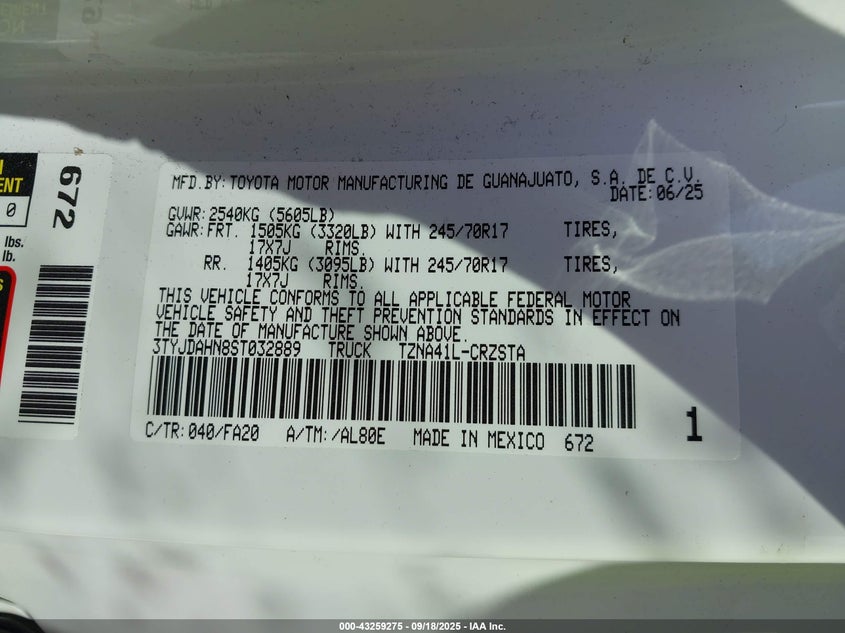 672
ENT
0
lbs.
lb.
S
MFD.BY:TOYOTA MOTOR MANUFACTURING DE GUANAJUATO, S.A. DE C.V.
DATE:06/25
GVWR:2540KG (5605LB)
GAWR:FRT. 1505KG (3320LB) WITH 245/70R17 TIRES,
17X7J RIMS.
RR. 1405KG (3095LB) WITH 245/70R17 TIRES,
17X7J RIMS.
THIS VEHICLE CONFORMS TO ALL APPLICABLE FEDERAL MOTOR
VEHICLE SAFETY AND THEFT PREVENTION STANDARDS IN EFFECT ON
THE DATE OF MANUFACTURE SHOWN ABOVE.
3TYJDAHN8ST032889 TRUCK TZNA41L-CRZSTA
C/TR:040/FA20 A/TM:/AL80E MADE IN MEXICO 672
1
000-43259275 - 09/18/2025 - IAA Inc.